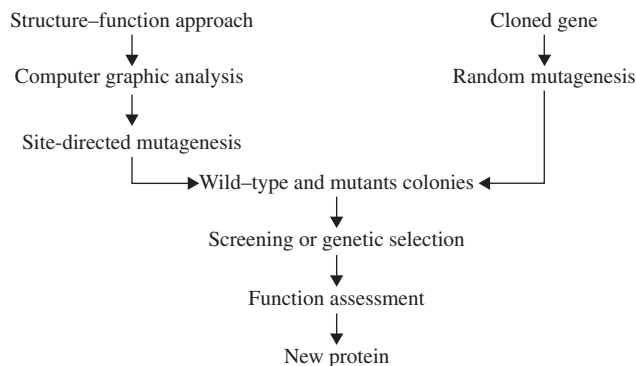 Structure–function approach
Cloned gene
Computer graphic analysis
Random mutagenesis
Site-directed mutagenesis
Wild–type and mutants colonies
Screening or genetic selection
Function assessment
New protein